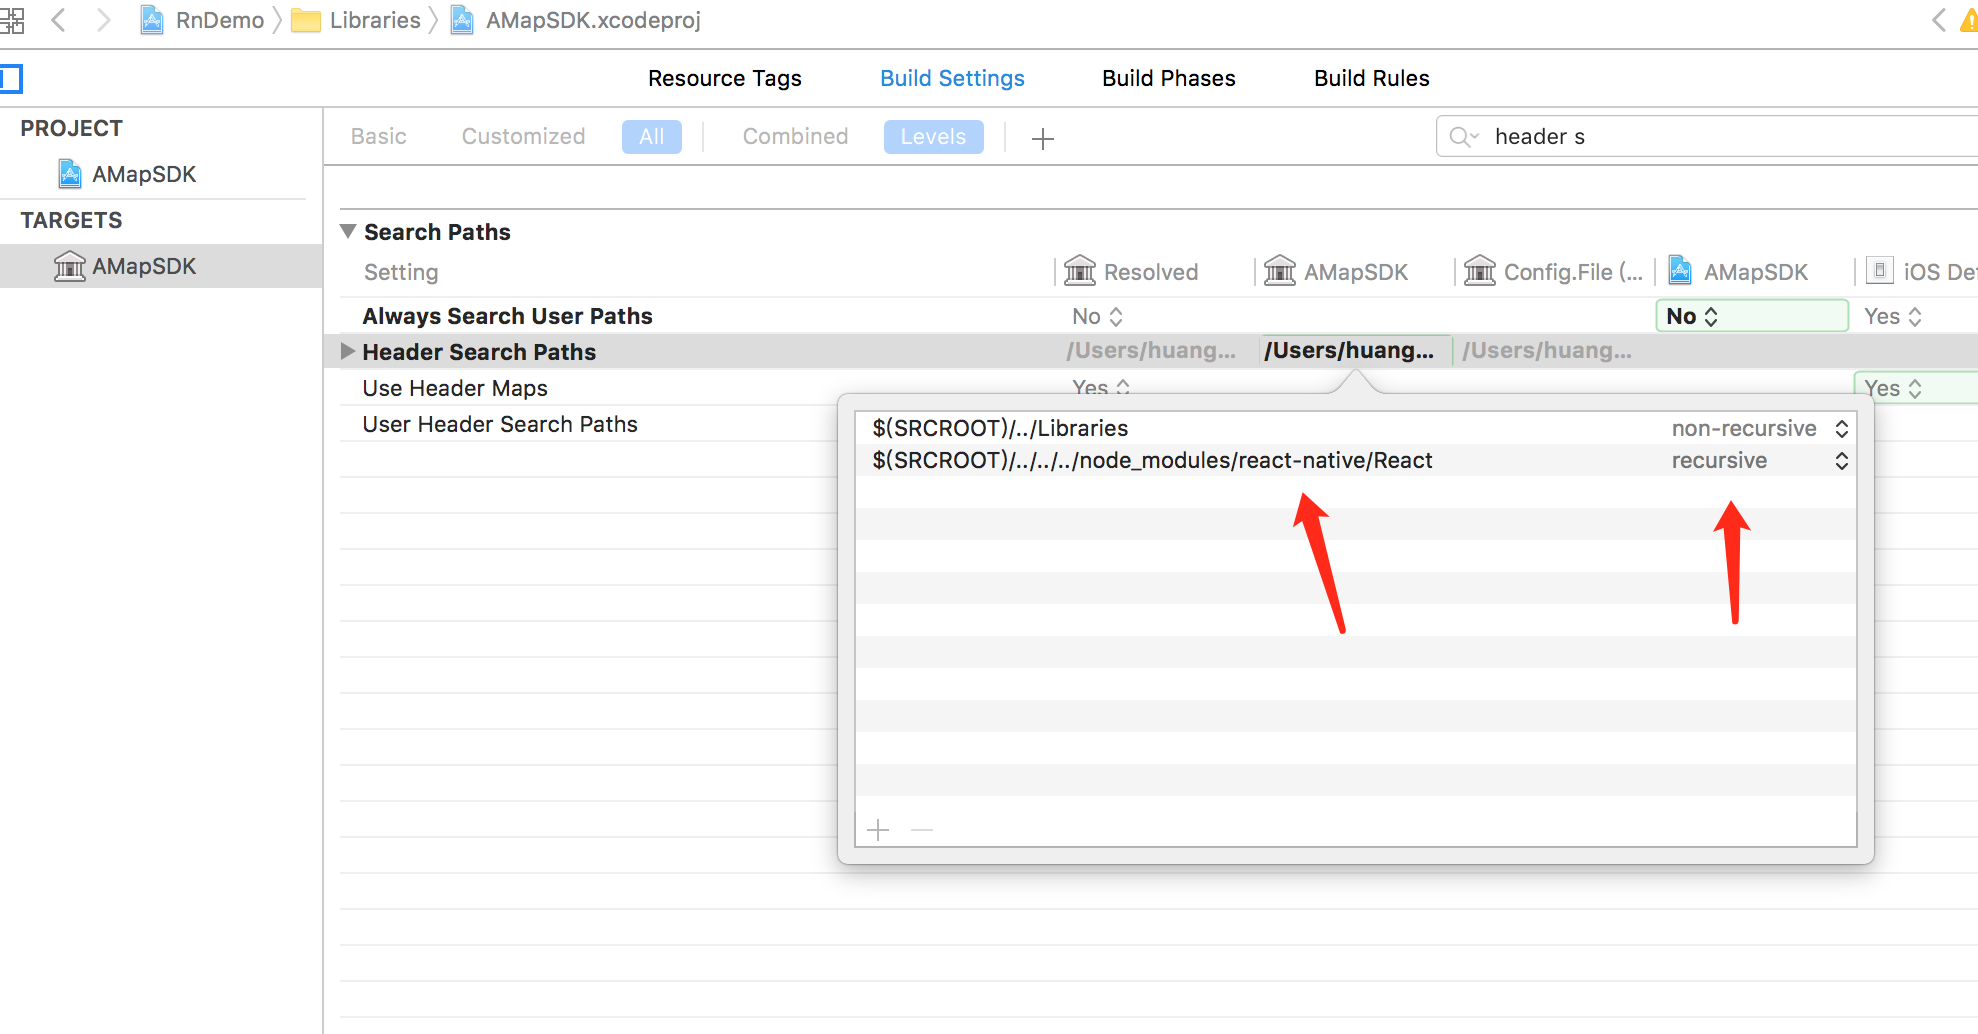 RnDemo Libraries AMapSDK.xcodeproj
Resource Tags Build Settings Build Phases Build Rules
PROJECT
AMapSDK
TARGETS
AMapSDK
Basic Customized All Combined Levels header s
Search Paths
Setting Resolved AMapSDK Config.File (... AMapSDK iOS Def
Always Search User Paths No No Yes
Header Search Paths /Users/huang... /Users/huang... /Users/huang...
Use Header Maps Yes Yes
User Header Search Paths
$(SRCROOT)/../Libraries non-recursive
$(SRCROOT)/../../../node_modules/react-native/React recursive